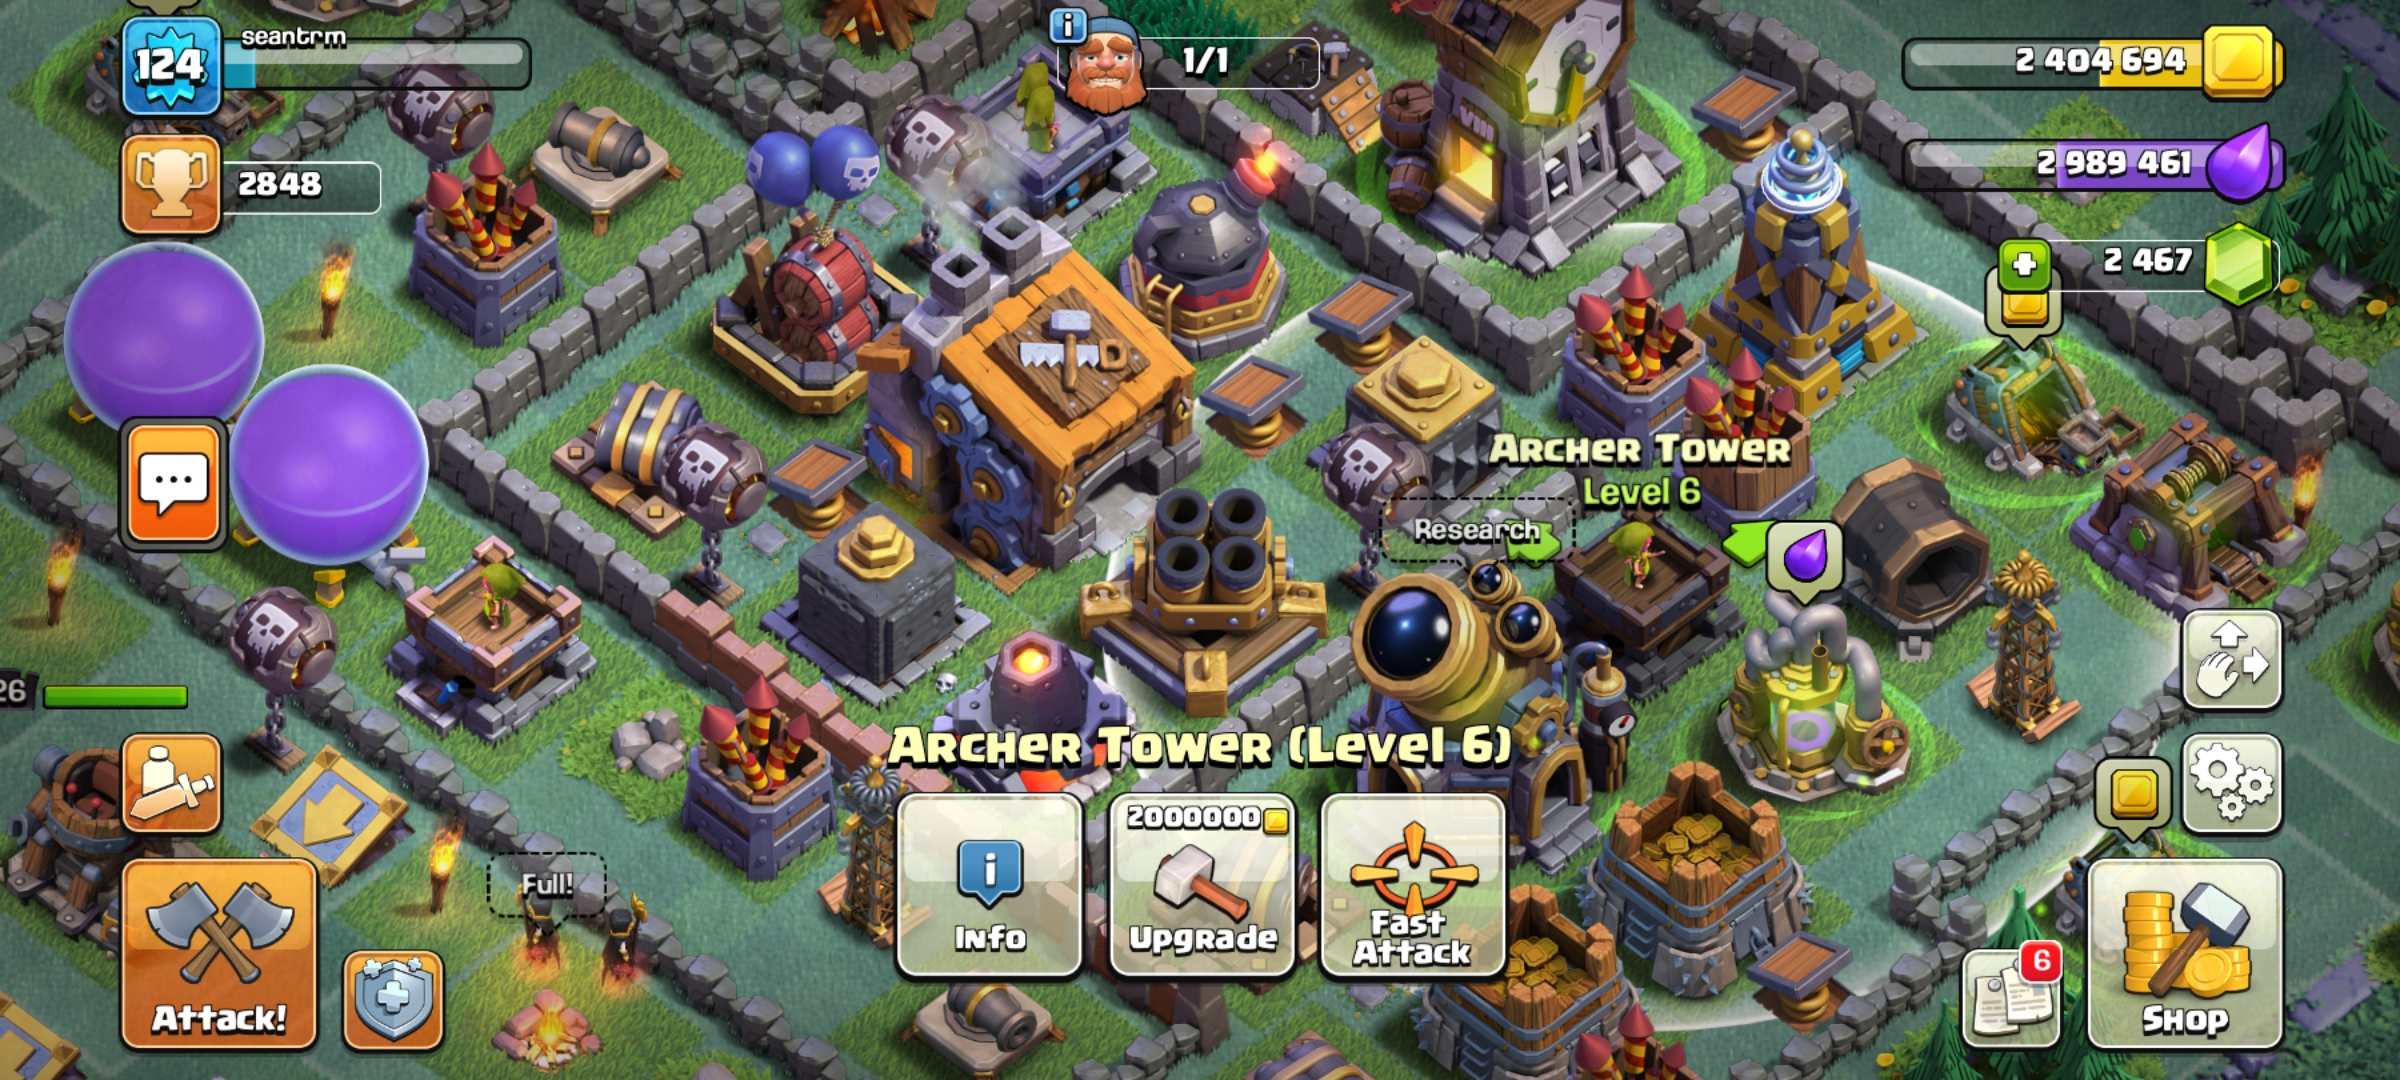 seantrm
124
1/1
2 404 694
2848
2 989 461
2 467
VIII
Archer Tower
Level 6
Research
26
Archer Tower (Level 6)
2000000
Info
Upgrade
Fast
Attack
Full!
6
Attack!
Shop